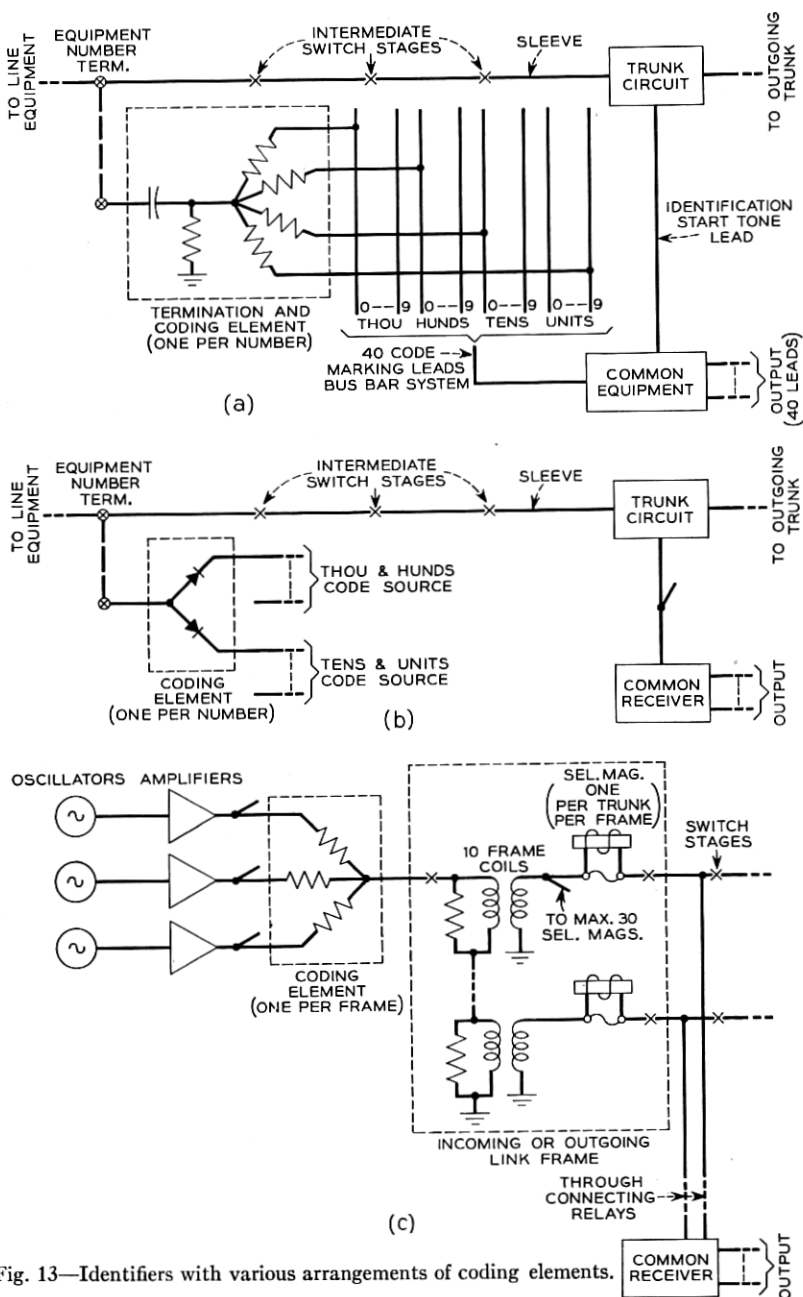 EQUIPMENT
NUMBER
TERM.
INTERMEDIATE
SWITCH STAGES
SLEEVE
TO LINE
EQUIPMENT
TRUNK
CIRCUIT
TO OUTGOING
TRUNK
IDENTIFICATION
START TONE
LEAD
TERMINATION AND
CODING ELEMENT
(ONE PER NUMBER)
0--9 0--9 0--9 0--9
THOU HUNDS TENS UNITS
40 CODE
MARKING LEADS
BUS BAR SYSTEM
COMMON
EQUIPMENT
OUTPUT
(40 LEADS)
(a)
EQUIPMENT
NUMBER
TERM.
INTERMEDIATE
SWITCH STAGES
SLEEVE
TO LINE
EQUIPMENT
TRUNK
CIRCUIT
TO OUTGOING
TRUNK
THOU & HUNDS
CODE SOURCE
TENS & UNITS
CODE SOURCE
CODING
ELEMENT
(ONE PER NUMBER)
COMMON
RECEIVER
OUTPUT
(b)
OSCILLATORS AMPLIFIERS
SEL. MAG.
ONE
PER TRUNK
PER FRAME
SWITCH
STAGES
10 FRAME
COILS
TO MAX. 30
SEL. MAGS.
CODING
ELEMENT
(ONE PER FRAME)
INCOMING OR OUTGOING
LINK FRAME
THROUGH
CONNECTING
RELAYS
(c)
COMMON
RECEIVER
OUTPUT
Fig. 13—Identifiers with various arrangements of coding elements.